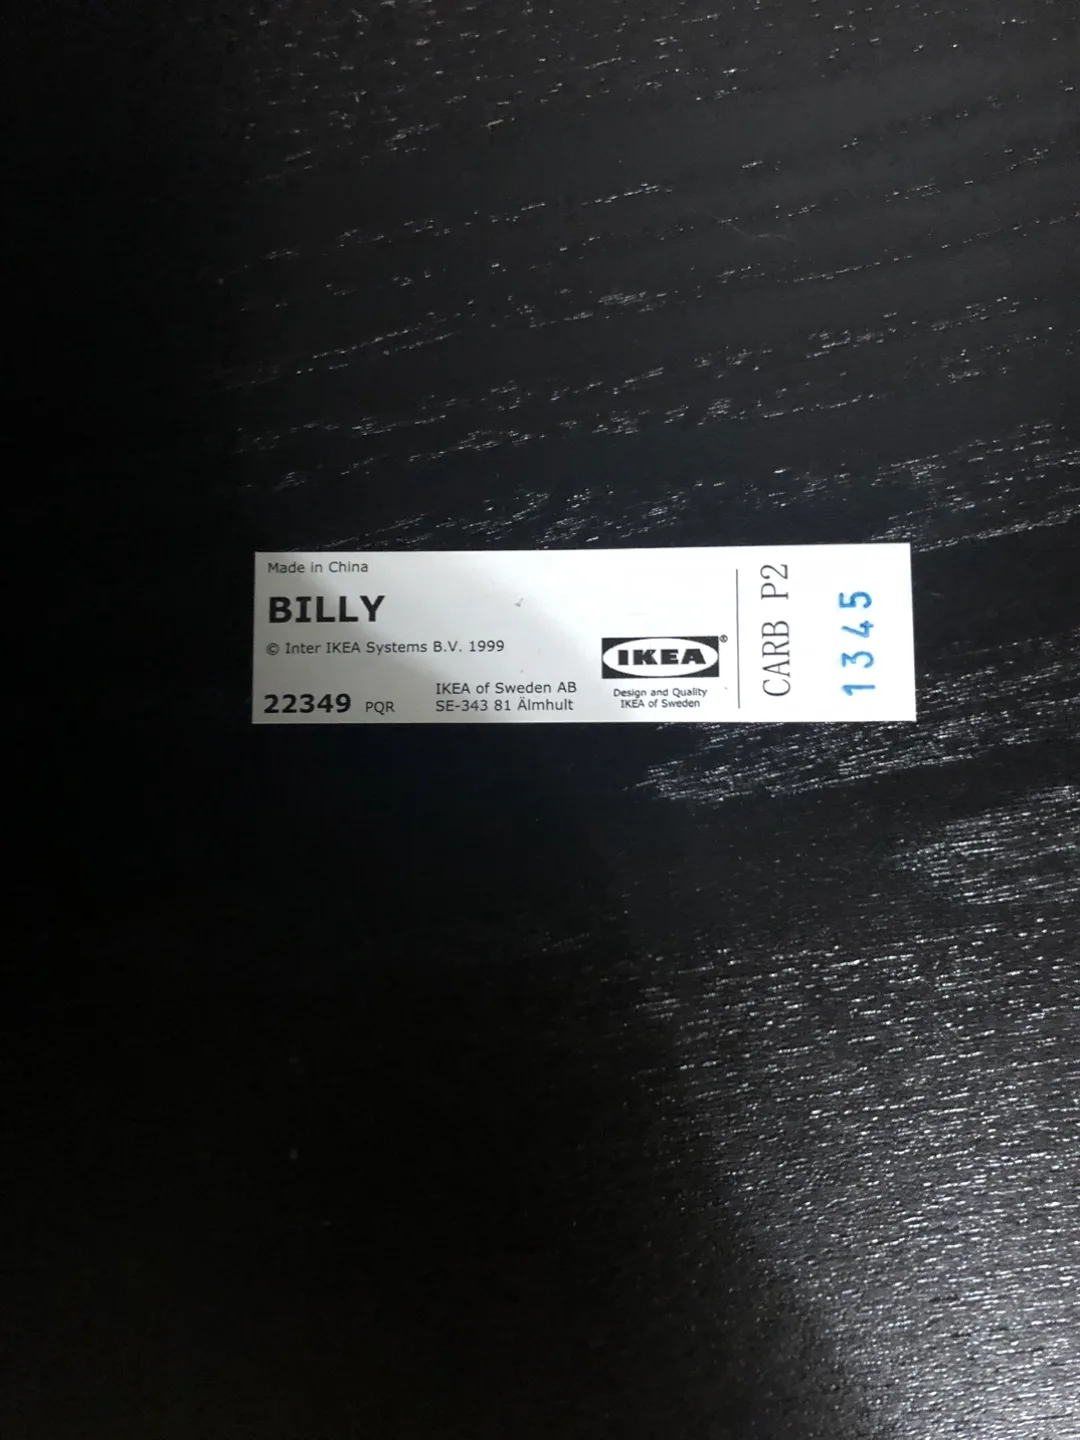 Made in China
BILLY
© Inter IKEA Systems B.V. 1999
22349 PQR
IKEA of Sweden AB
SE-343 81 Älmhult
IKEA®
Design and Quality
IKEA of Sweden
CARB P2
1345